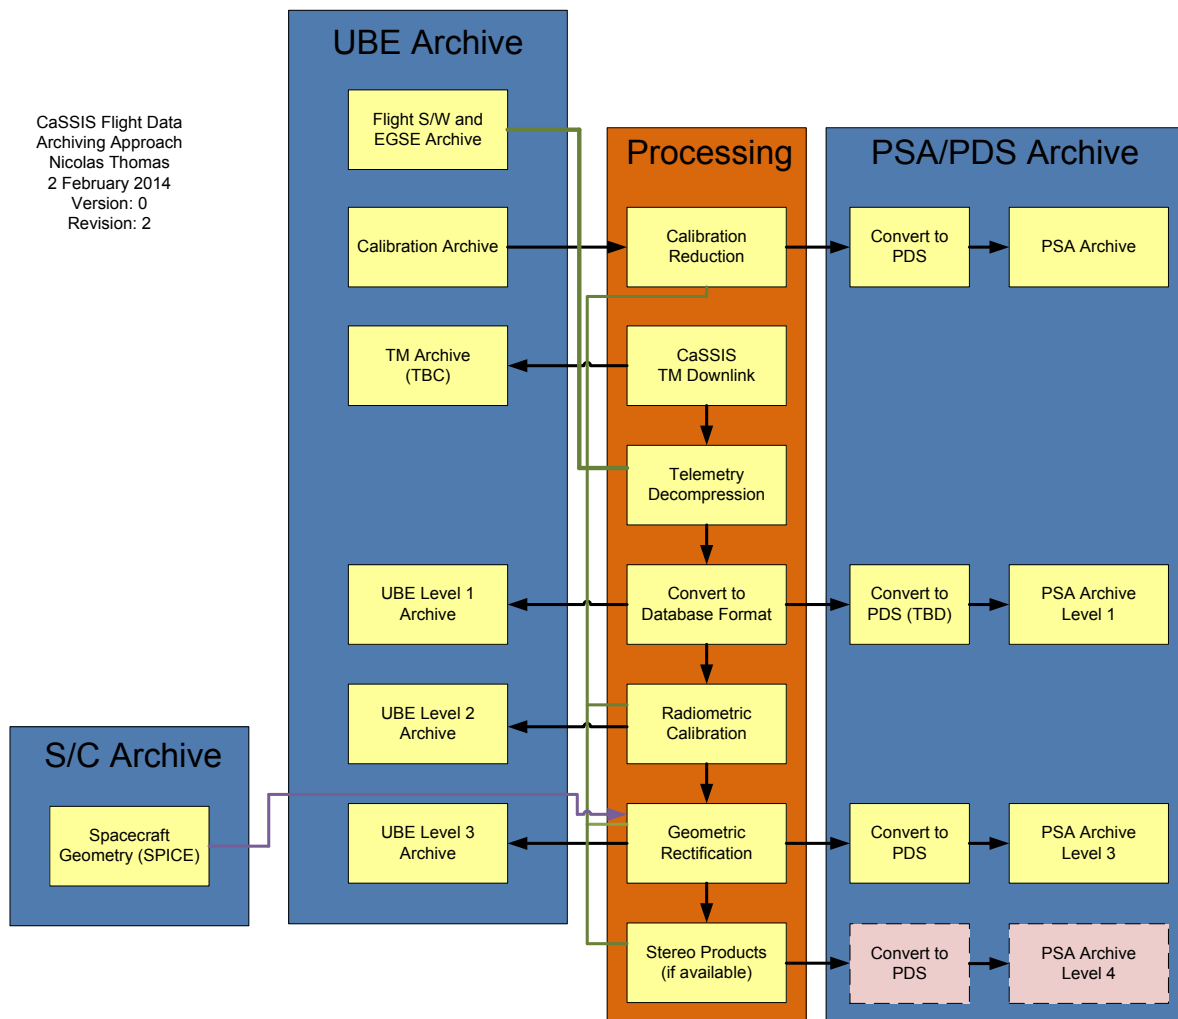 CaSSIS Flight Data
Archiving Approach
Nicolas Thomas
2 February 2014
Version: 0
Revision: 2
UBE Archive
Flight S/W and
EGSE Archive
Calibration Archive
TM Archive
(TBC)
UBE Level 1
Archive
UBE Level 2
Archive
UBE Level 3
Archive
S/C Archive
Spacecraft
Geometry (SPICE)
Processing
Calibration
Reduction
CaSSIS
TM Downlink
Telemetry
Decompression
Convert to
Database Format
Radiometric
Calibration
Geometric
Rectification
Stereo Products
(if available)
PSA/PDS Archive
Convert to
PDS
PSA Archive
Convert to
PDS (TBD)
PSA Archive
Level 1
Convert to
PDS
PSA Archive
Level 3
Convert to
PDS
PSA Archive
Level 4